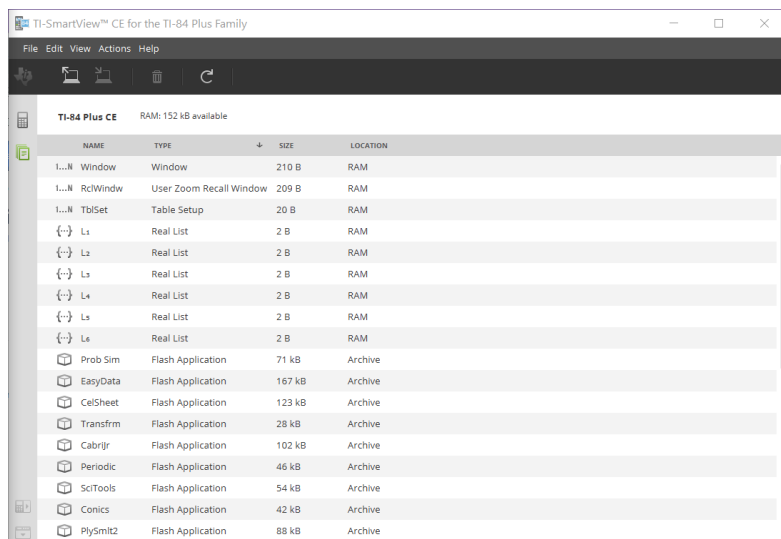 TI-SmartView™ CE for the TI-84 Plus Family
File Edit View Actions Help
TI-84 Plus CE RAM: 152 kB available
NAME TYPE SIZE LOCATION
1...N Window Window 210 B RAM
1...N RclWindw User Zoom Recall Window 209 B RAM
1...N TblSet Table Setup 20 B RAM
{...} L₁ Real List 2 B RAM
{...} L₂ Real List 2 B RAM
{...} L₃ Real List 2 B RAM
{...} L₄ Real List 2 B RAM
{...} L₅ Real List 2 B RAM
{...} L₆ Real List 2 B RAM
Prob Sim Flash Application 71 kB Archive
EasyData Flash Application 167 kB Archive
CelSheet Flash Application 123 kB Archive
Transfrm Flash Application 28 kB Archive
CabriJr Flash Application 102 kB Archive
Periodic Flash Application 46 kB Archive
SciTools Flash Application 54 kB Archive
Conics Flash Application 42 kB Archive
PlySmlt2 Flash Application 88 kB Archive